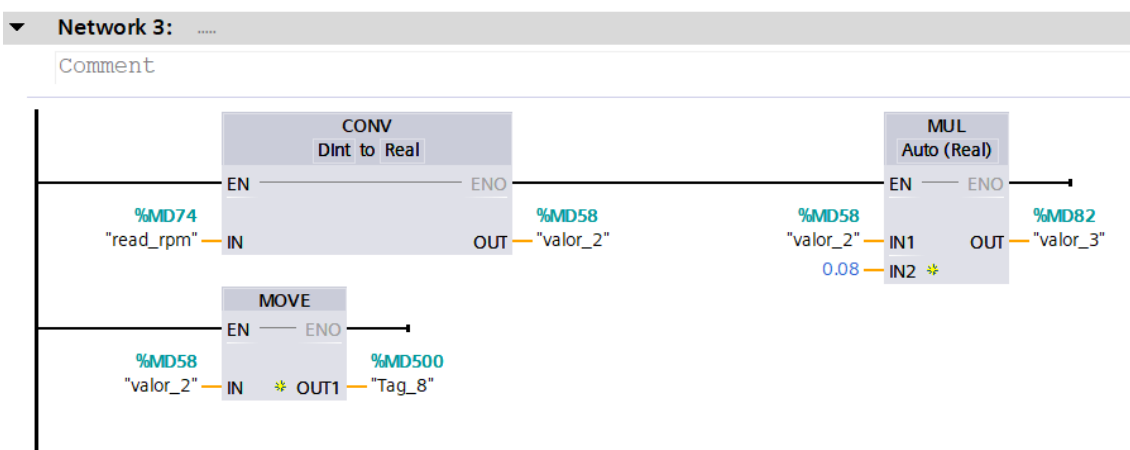 Network 3: .....
Comment
CONV MUL
DInt to Real Auto (Real)
EN ENO EN ENO
%MD74 %MD58 %MD58 %MD82
"read_rpm" IN OUT "valor_2" "valor_2" IN1 OUT "valor_3"
0.08 IN2
MOVE
EN ENO
%MD58 %MD500
"valor_2" IN OUT1 "Tag_8"